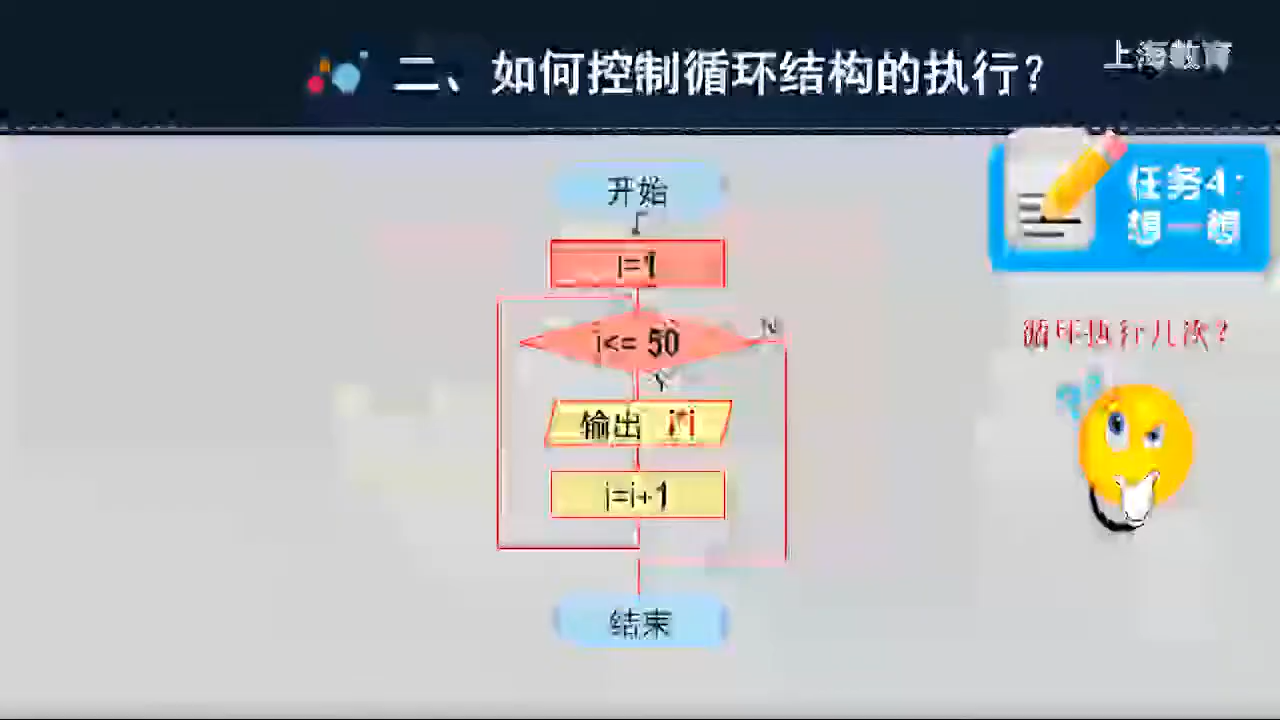 二、如何控制循环结构的执行?
上海教育
任务4:
想一想
开始
i=1
i<= 50
N
Y
输出 i*i
i=i+1
结束
循环执行几次?